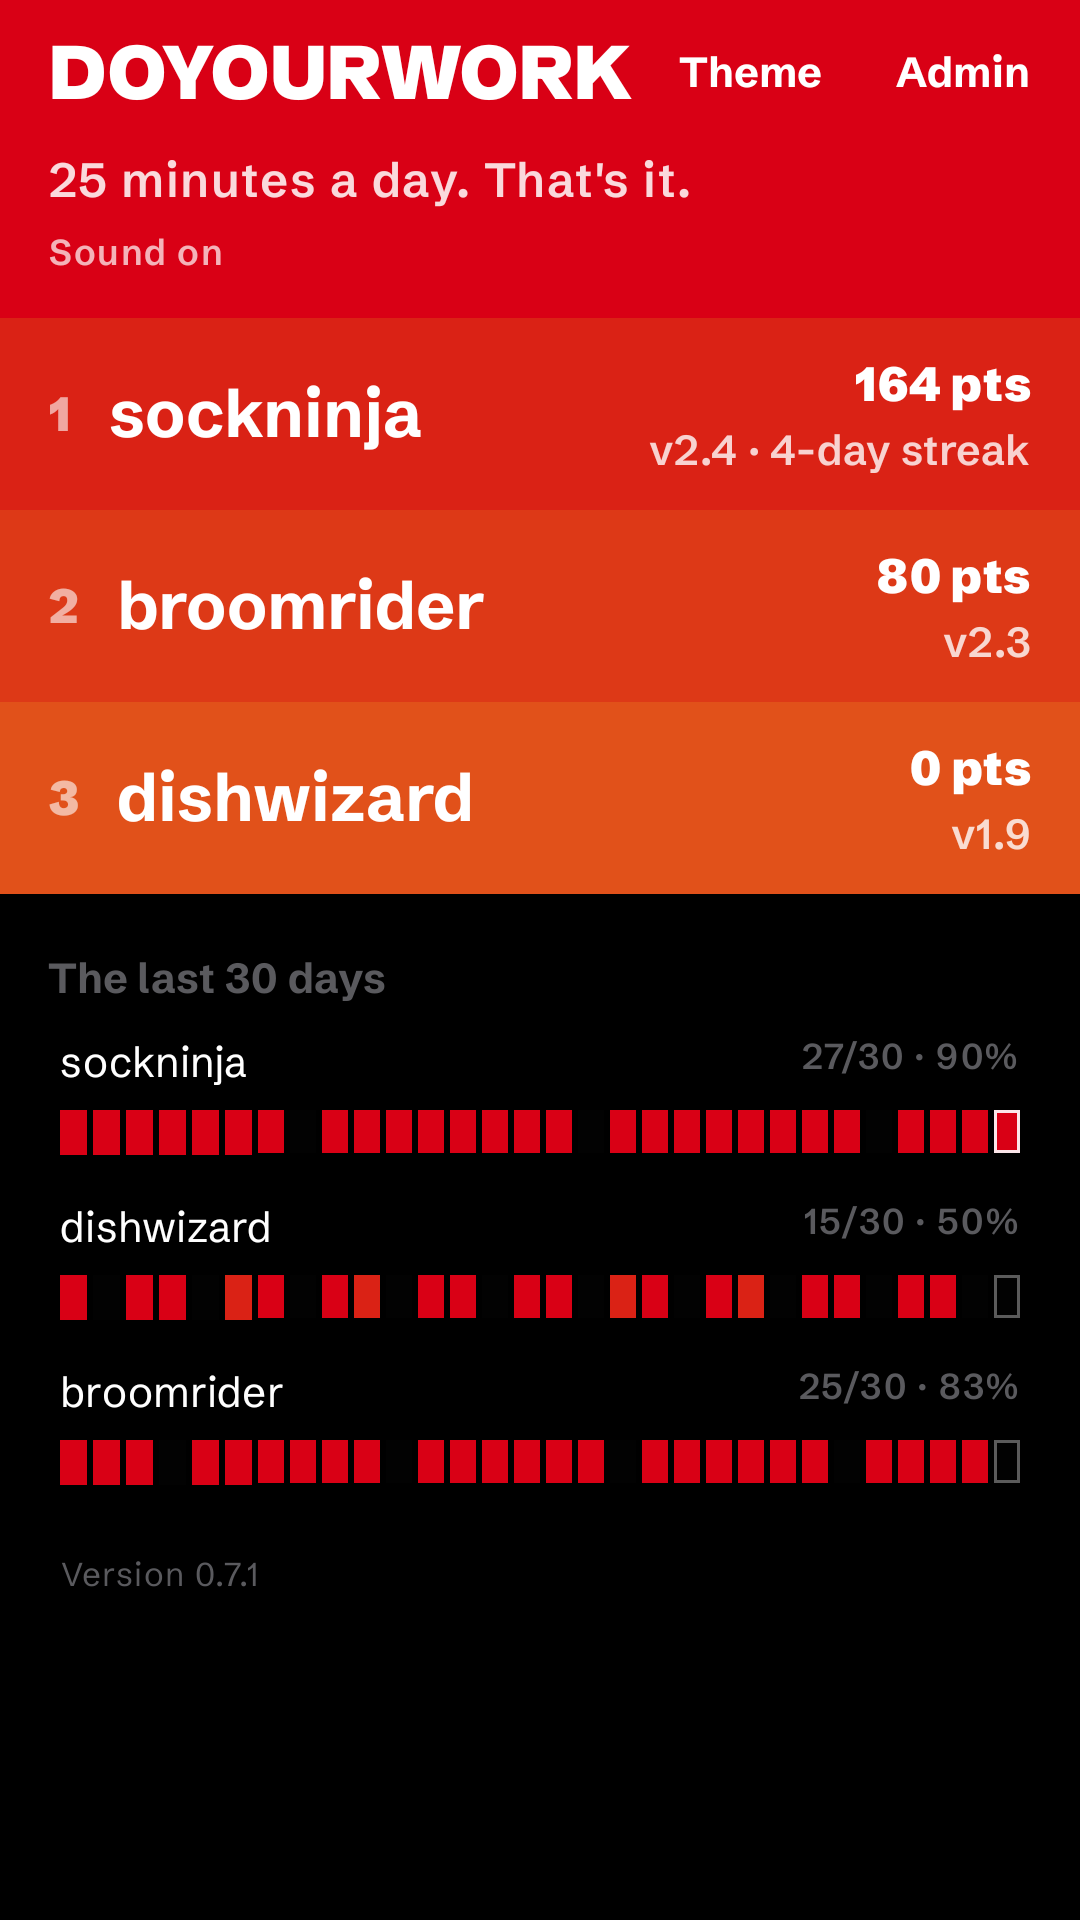 DOYOURWORK Theme Admin
25 minutes a day. That's it.
Sound on
1 sockninja 164 pts
v2.4 · 4-day streak
2 broomrider 80 pts
v2.3
3 dishwizard 0 pts
v1.9
The last 30 days
sockninja 27/30 · 90%
dishwizard 15/30 · 50%
broomrider 25/30 · 83%
Version 0.7.1